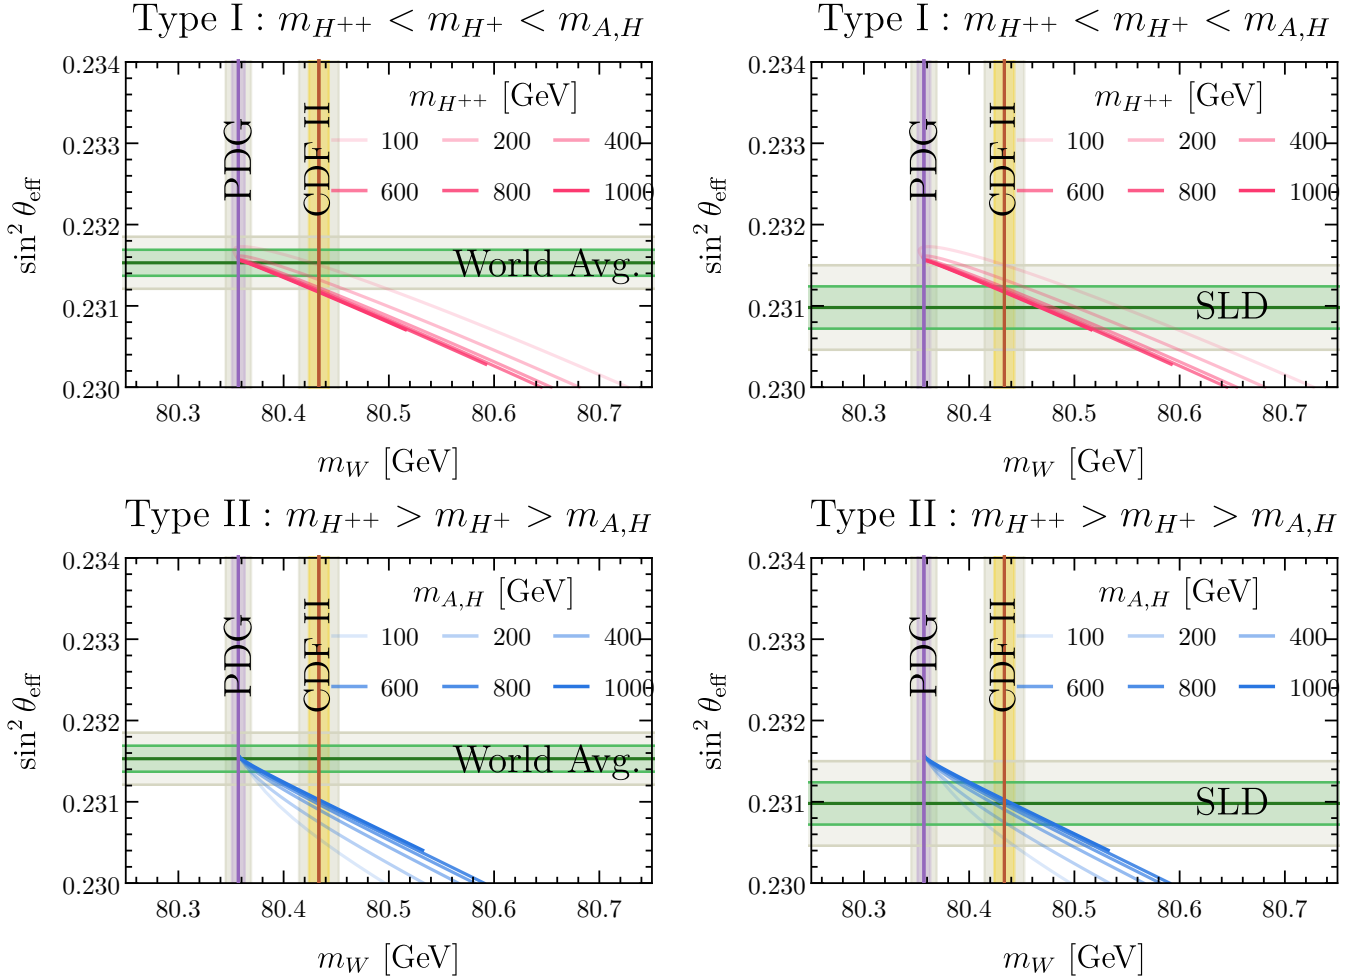 Type I : m_{H^{++}} < m_{H^+} < m_{A,H}
0.234
0.233
0.232
0.231
0.230
sin² θ_eff
PDG
CDF II
m_{H^{++}} [GeV]
100 200 400
600 800 1000
World Avg.
80.3 80.4 80.5 80.6 80.7
m_W [GeV]
Type I : m_{H^{++}} < m_{H^+} < m_{A,H}
0.234
0.233
0.232
0.231
0.230
sin² θ_eff
PDG
CDF II
m_{H^{++}} [GeV]
100 200 400
600 800 1000
SLD
80.3 80.4 80.5 80.6 80.7
m_W [GeV]
Type II : m_{H^{++}} > m_{H^+} > m_{A,H}
0.234
0.233
0.232
0.231
0.230
sin² θ_eff
PDG
CDF II
m_{A,H} [GeV]
100 200 400
600 800 1000
World Avg.
80.3 80.4 80.5 80.6 80.7
m_W [GeV]
Type II : m_{H^{++}} > m_{H^+} > m_{A,H}
0.234
0.233
0.232
0.231
0.230
sin² θ_eff
PDG
CDF II
m_{A,H} [GeV]
100 200 400
600 800 1000
SLD
80.3 80.4 80.5 80.6 80.7
m_W [GeV]